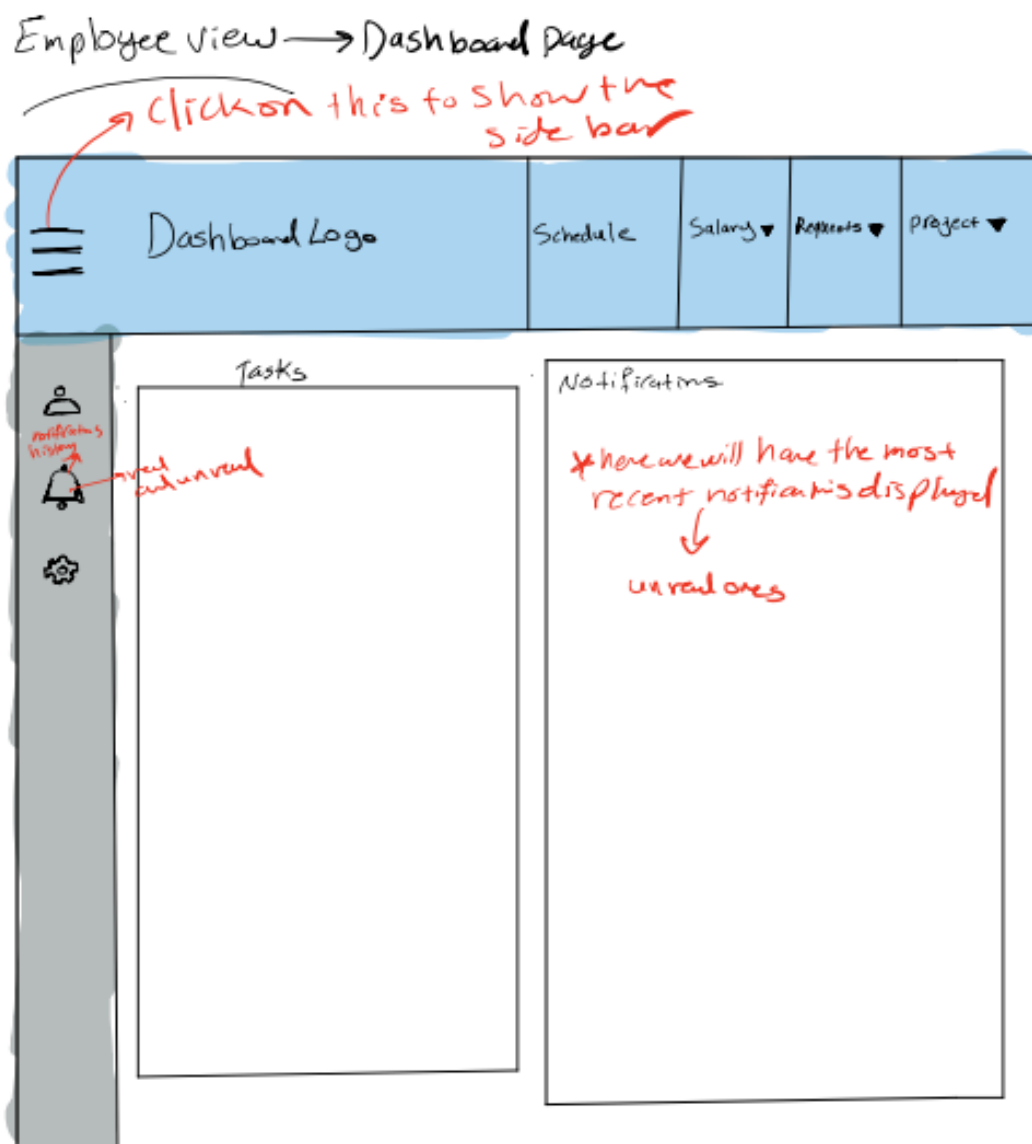 Employee view → Dashboard page
Click on this to show the
side bar
Dashboard Logo
Schedule
Salary ▼
Requests ▼
project ▼
Tasks
Notifications
notifications
history
read
and unread
* here we will have the most
recent notifications displayed
unread ones